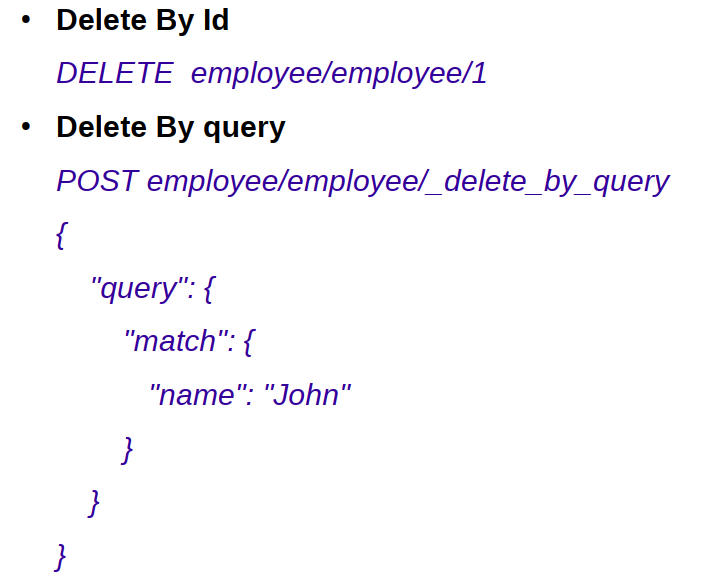 • Delete By Id
DELETE  employee/employee/1
• Delete By query
POST employee/employee/_delete_by_query
{
"query": {
"match": {
"name": "John"
}
}
}